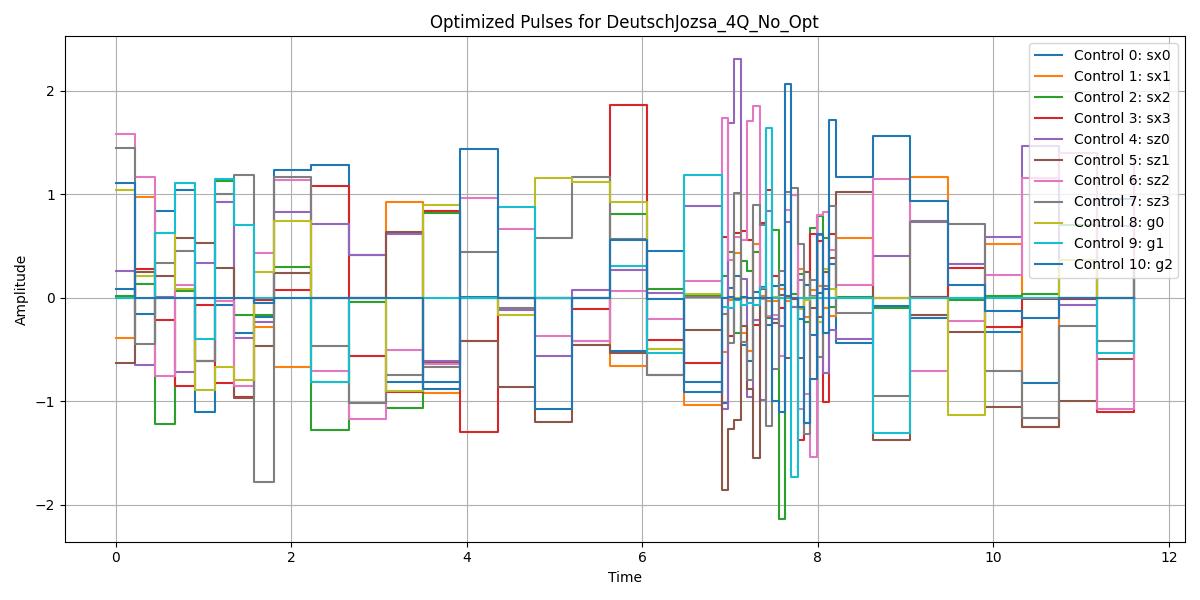 Optimized Pulses for DeutschJozsa_4Q_No_Opt
Amplitude
2
1
0
−1
−2
0
2
4
6
8
10
12
Time
Control 0: sx0
Control 1: sx1
Control 2: sx2
Control 3: sx3
Control 4: sz0
Control 5: sz1
Control 6: sz2
Control 7: sz3
Control 8: g0
Control 9: g1
Control 10: g2